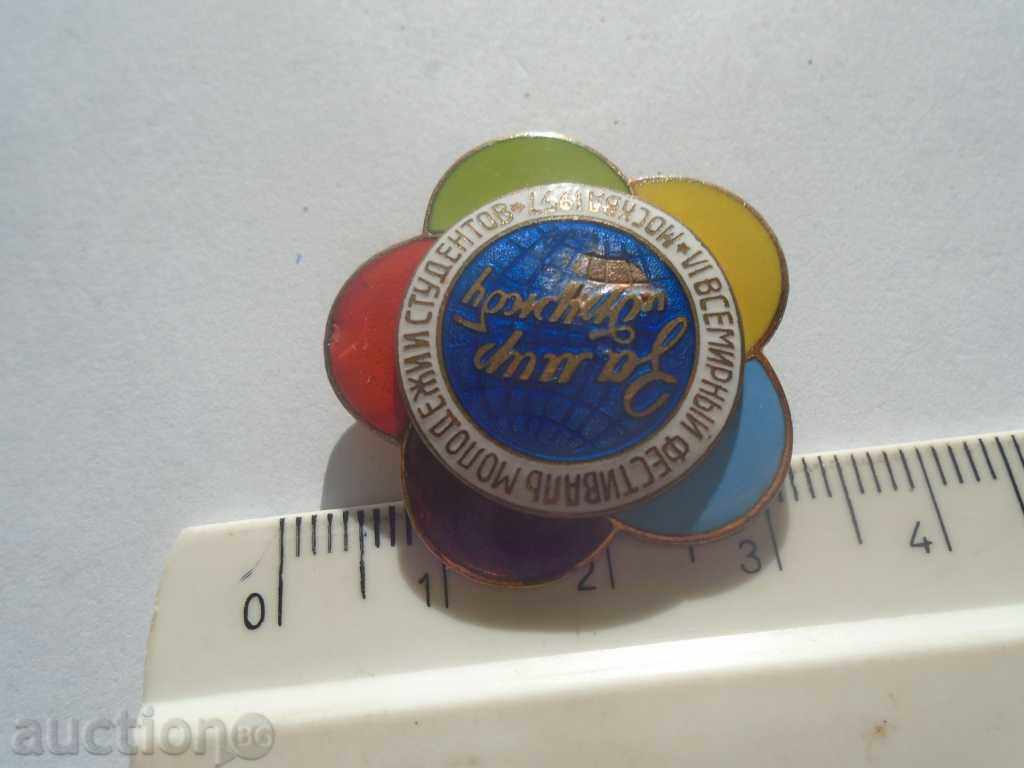 VI ВСЕМИРНЫЙ ФЕСТИВАЛЬ МОЛОДЕЖИ И СТУДЕНТОВ
* МОСКВА 1957 *
За мир
и дружбу
0 1 2 3 4
auction BG